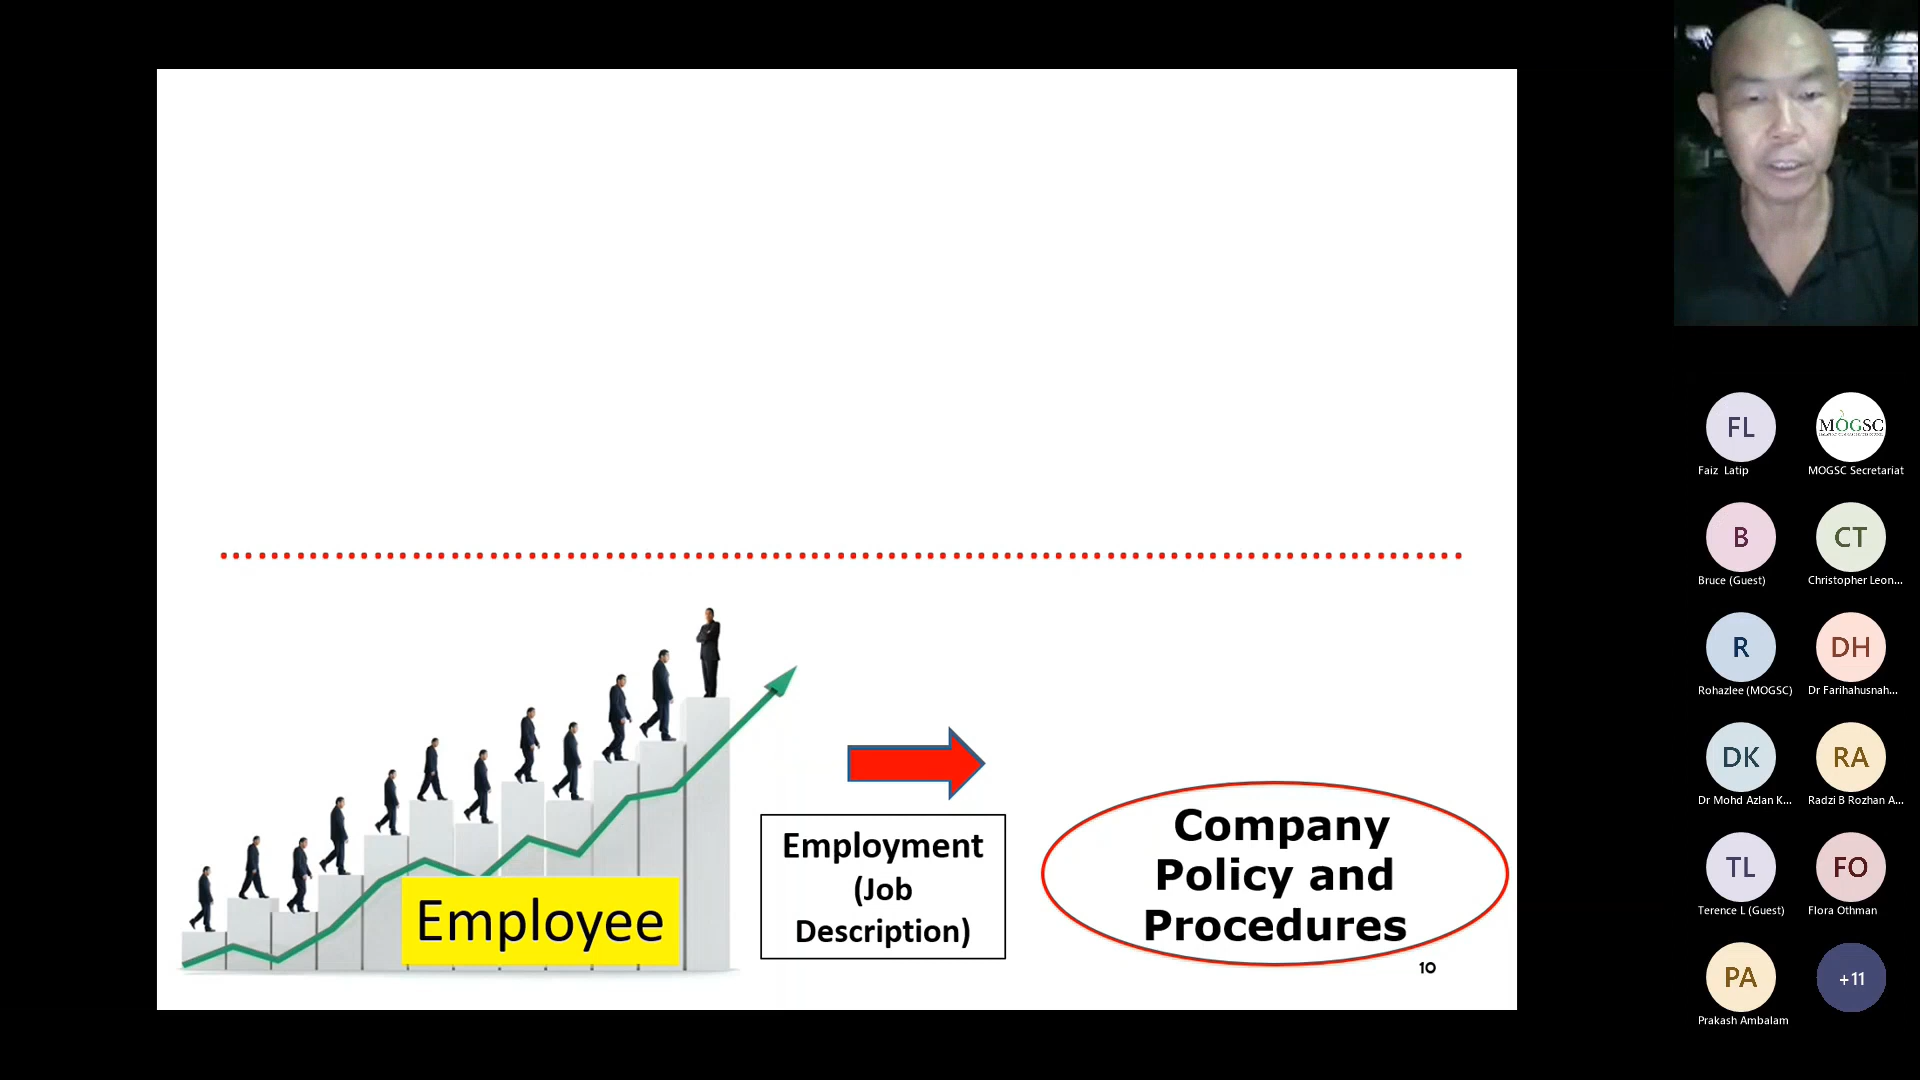 Employee
Employment
(Job
Description)
Company
Policy and
Procedures
10
FL
Faiz Latip
MOGSC
MOGSC Secretariat
B
Bruce (Guest)
CT
Christopher Leon...
R
Rohazlee (MOGSC)
DH
Dr Farihahusnah...
DK
Dr Mohd Azlan K...
RA
Radzi B Rozhan A...
TL
Terence L (Guest)
FO
Flora Othman
PA
Prakash Ambalam
+11